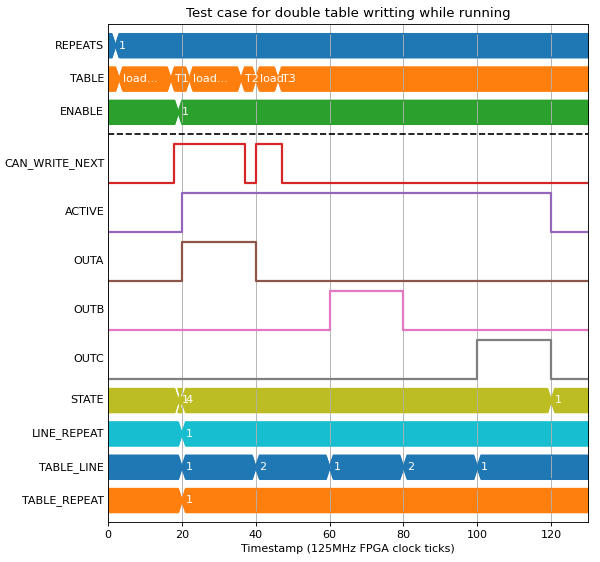 Test case for double table writting while running
REPEATS 1
TABLE load... T1 load... T2 load. T3
ENABLE 1
CAN_WRITE_NEXT
ACTIVE
OUTA
OUTB
OUTC
STATE 1 4 1
LINE_REPEAT 1
TABLE_LINE 1 2 1 2 1
TABLE_REPEAT 1
0 20 40 60 80 100 120
Timestamp (125MHz FPGA clock ticks)